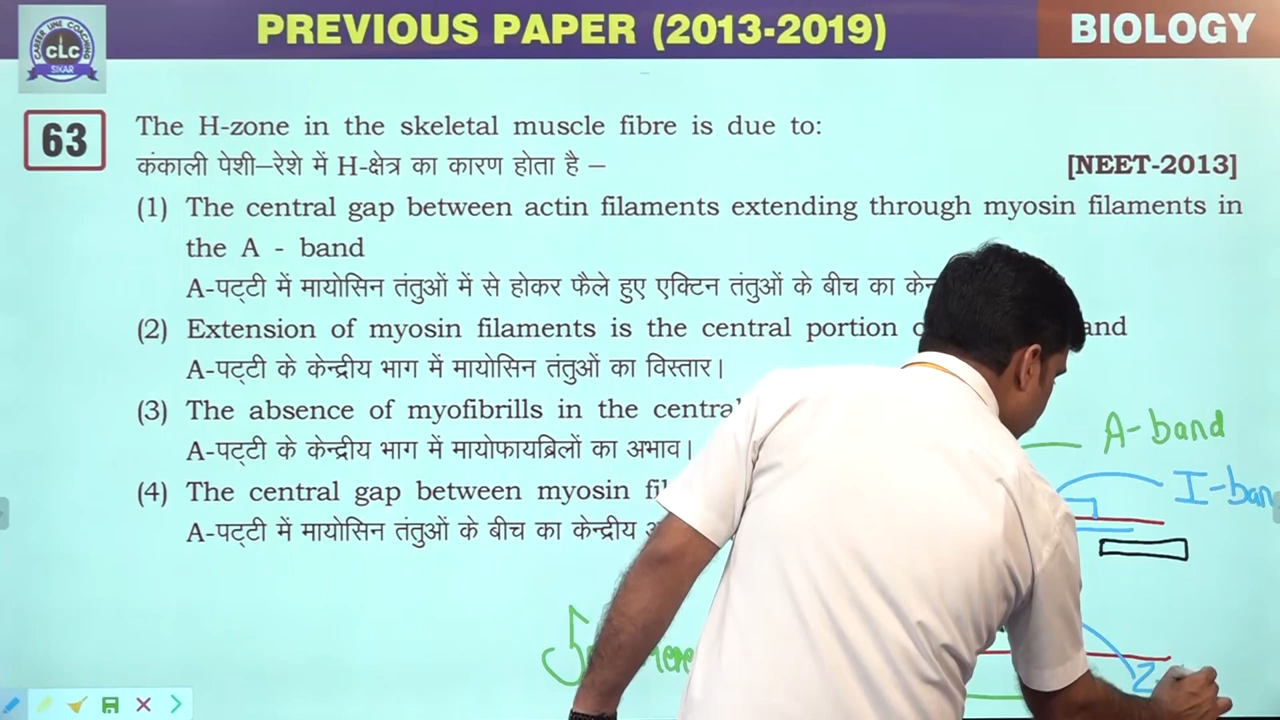 PREVIOUS PAPER (2013-2019)
BIOLOGY
CAREER LINE COACHING
CLC
SIKAR
63
The H-zone in the skeletal muscle fibre is due to:
कंकाली पेशी–रेशे में H-क्षेत्र का कारण होता है –
[NEET-2013]
(1) The central gap between actin filaments extending through myosin filaments in
the A - band
A-पट्टी में मायोसिन तंतुओं में से होकर फैले हुए एक्टिन तंतुओं के बीच का
(2) Extension of myosin filaments is the central portion
A-पट्टी के केन्द्रीय भाग में मायोसिन तंतुओं का विस्तार।
(3) The absence of myofibrills in the
A-पट्टी के केन्द्रीय भाग में मायोफायब्रिलों का अभाव।
(4) The central gap between myosin
A-पट्टी में मायोसिन तंतुओं के बीच का केन्द्रीय
A-band